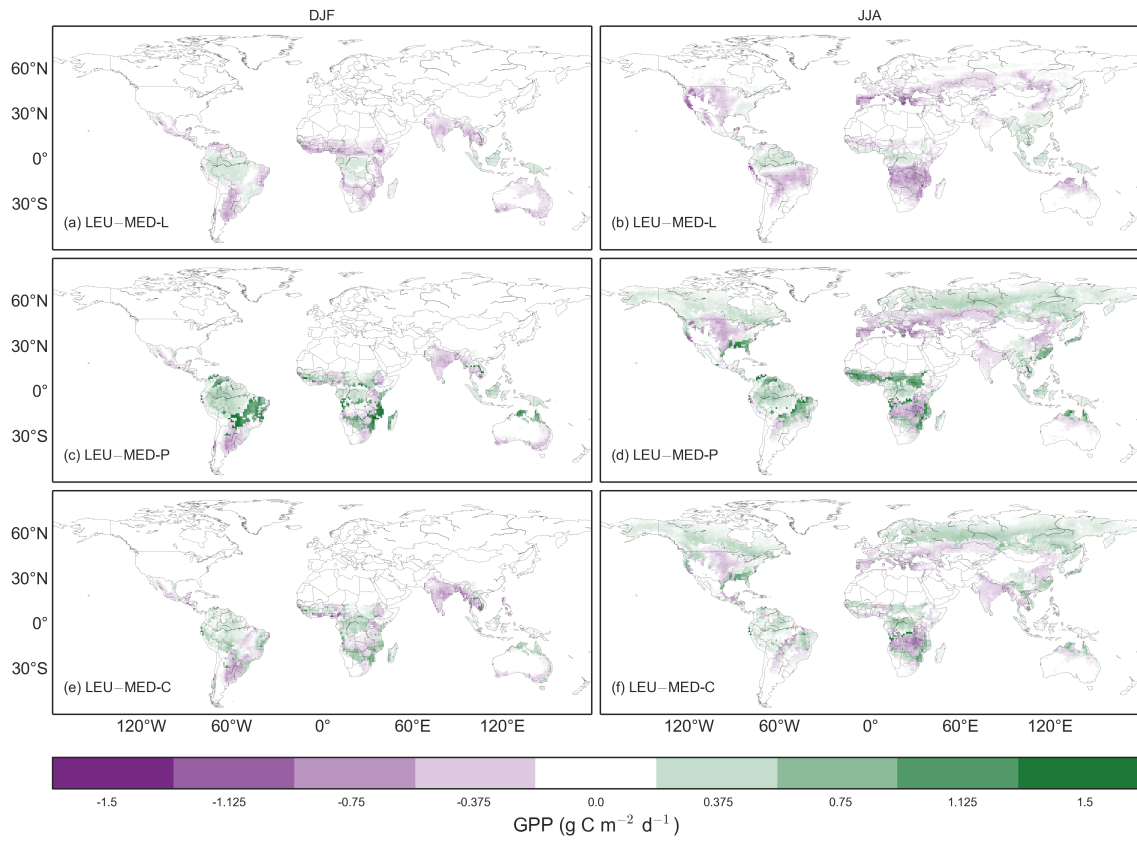 DJF
JJA
60°N
30°N
0°
30°S
(a) LEU−MED-L
(b) LEU−MED-L
60°N
30°N
0°
30°S
(c) LEU−MED-P
(d) LEU−MED-P
60°N
30°N
0°
30°S
(e) LEU−MED-C
(f) LEU−MED-C
120°W 60°W 0° 60°E 120°E 120°W 60°W 0° 60°E 120°E
-1.5 -1.125 -0.75 -0.375 0.0 0.375 0.75 1.125 1.5
GPP (g C m⁻² d⁻¹)